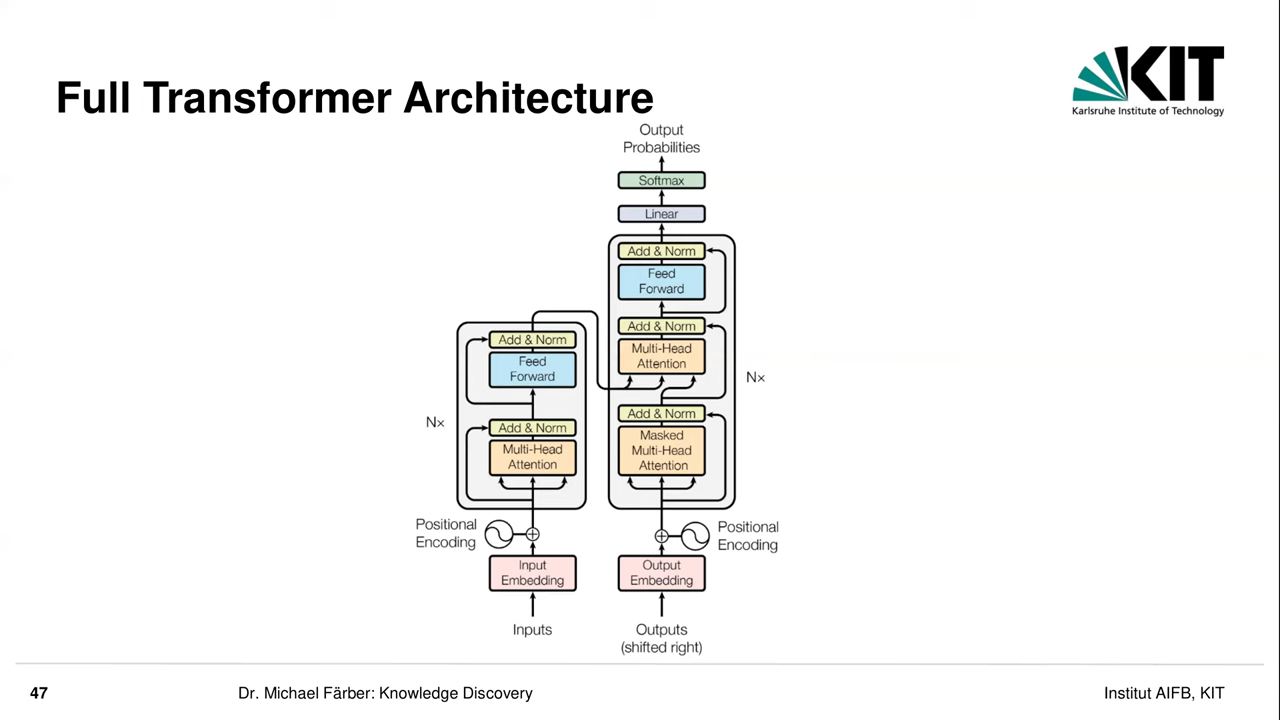 Full Transformer Architecture
KIT
Karlsruhe Institute of Technology
Output
Probabilities
Softmax
Linear
Add & Norm
Feed
Forward
Add & Norm
Multi-Head
Attention
Nx
Add & Norm
Masked
Multi-Head
Attention
Add & Norm
Feed
Forward
Nx
Add & Norm
Multi-Head
Attention
Positional
Encoding
Positional
Encoding
Input
Embedding
Output
Embedding
Inputs
Outputs
(shifted right)
47
Dr. Michael Färber: Knowledge Discovery
Institut AIFB, KIT